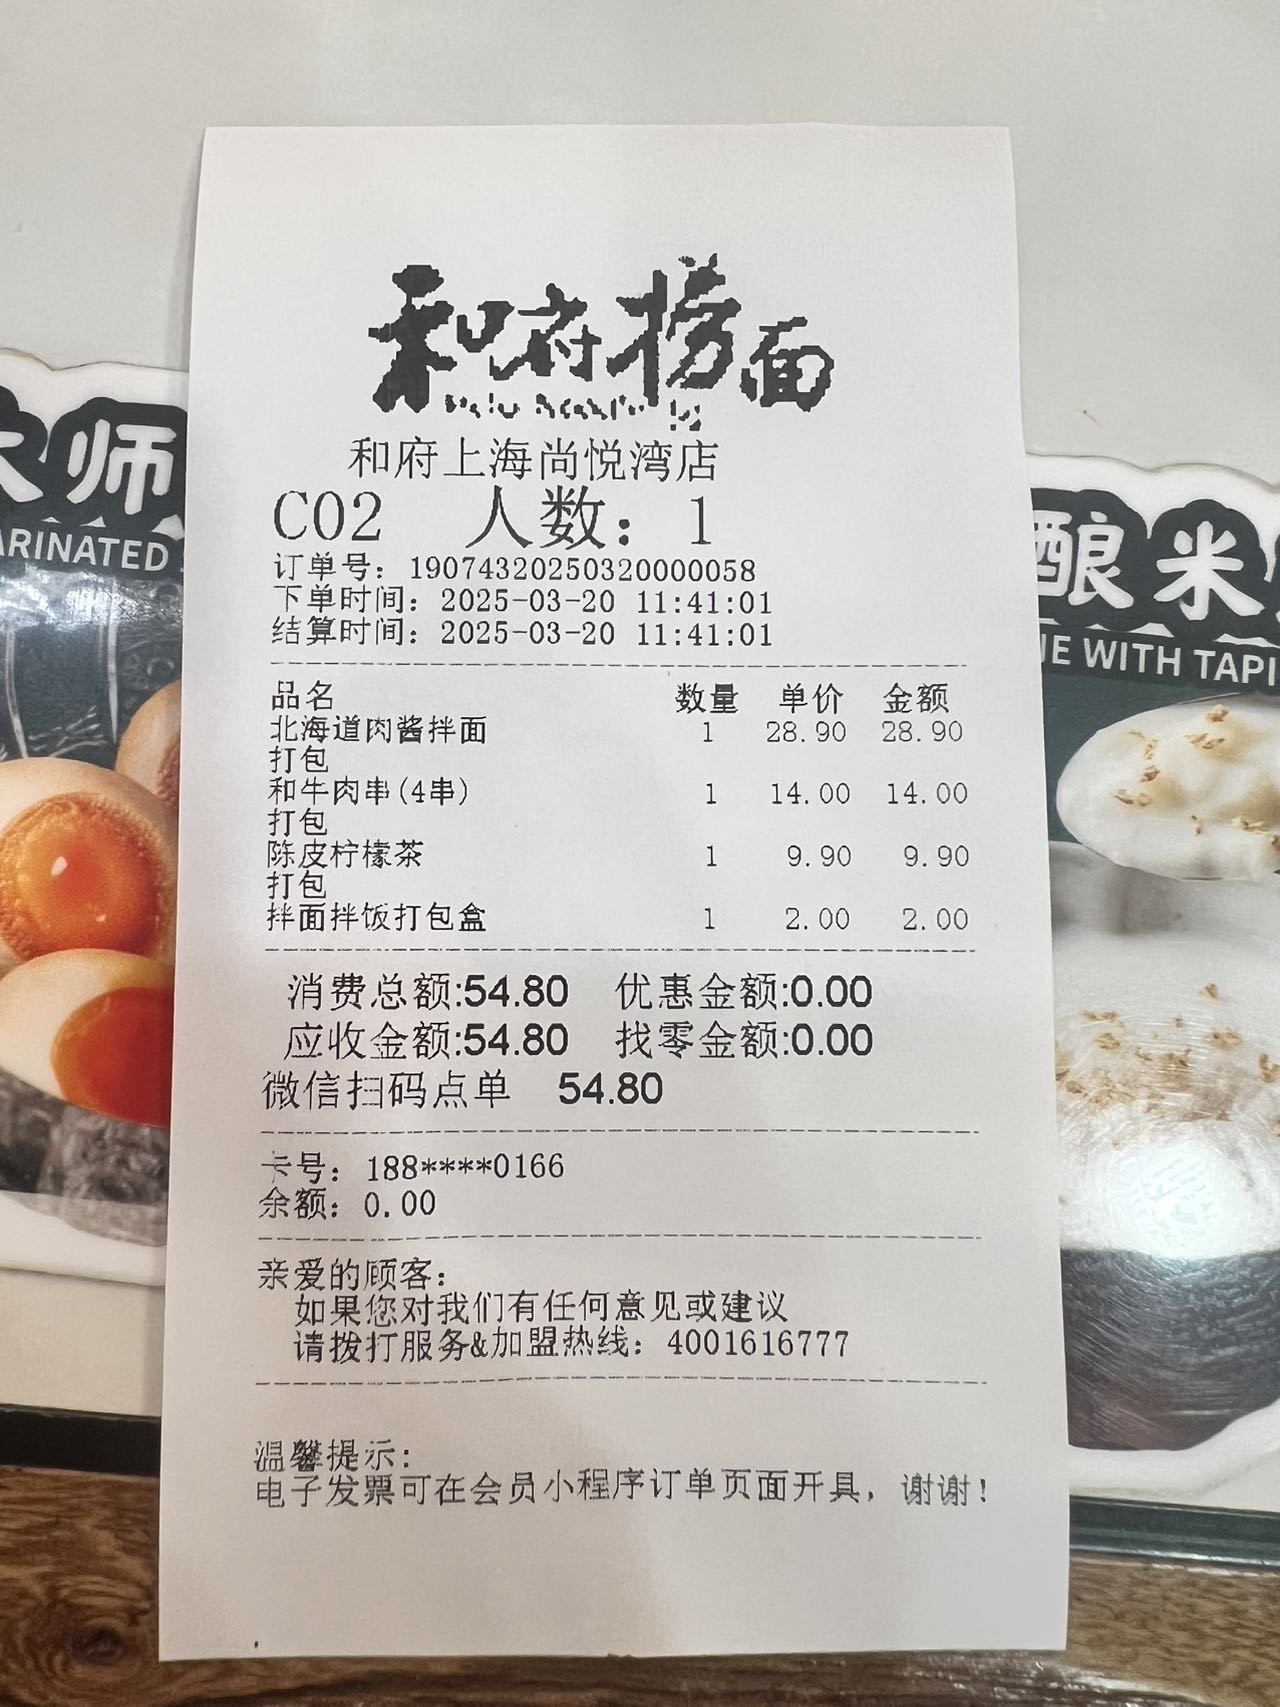 和府捞面
和府上海尚悦湾店
C02 人数: 1
订单号: 19074320250320000058
下单时间: 2025-03-20 11:41:01
结算时间: 2025-03-20 11:41:01
品名 数量 单价 金额
北海道肉酱拌面 1 28.90 28.90
打包
和牛肉串(4串) 1 14.00 14.00
打包
陈皮柠檬茶 1 9.90 9.90
打包
拌面拌饭打包盒 1 2.00 2.00
消费总额:54.80 优惠金额:0.00
应收金额:54.80 找零金额:0.00
微信扫码点单 54.80
卡号: 188****0166
余额: 0.00
亲爱的顾客:
如果您对我们有任何意见或建议
请拨打服务&加盟热线: 4001616777
温馨提示:
电子发票可在会员小程序订单页面开具, 谢谢!
师
ARINATED
酿米
WITH TAPI